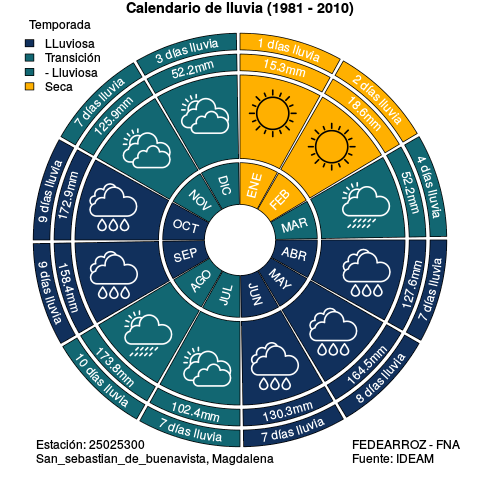 Calendario de lluvia (1981 - 2010)
Temporada
LLuviosa
Transición
- Lluviosa
Seca
1 días lluvia
15.3mm
ENE
2 días lluvia
18.6mm
FEB
4 días lluvia
52.2mm
MAR
7 días lluvia
127.6mm
ABR
8 días lluvia
164.5mm
MAY
7 días lluvia
130.3mm
JUN
7 días lluvia
102.4mm
JUL
10 días lluvia
173.8mm
AGO
9 días lluvia
158.4mm
SEP
9 días lluvia
172.9mm
OCT
7 días lluvia
125.9mm
NOV
3 días lluvia
52.2mm
DIC
Estación: 25025300
San_sebastian_de_buenavista, Magdalena
FEDEARROZ - FNA
Fuente: IDEAM